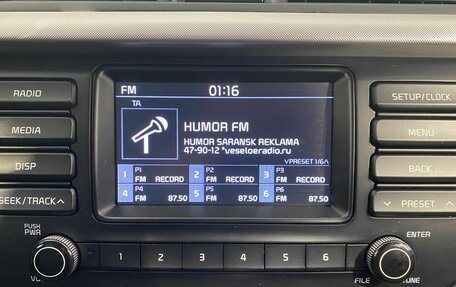 FM 01:16
TA
HUMOR FM
HUMOR SARANSK REKLAMA
47-90-12 *veseloeradio.ru
PRESET 1/6
1 P1 FM RECORD 2 P2 FM RECORD 3 P3 FM RECORD
4 P4 FM 87.50 5 P5 FM 87.50 6 P6 FM 87.50
RADIO
MEDIA
DISP
SEEK/TRACK
SETUP/CLOCK
MENU
BACK
PRESET
PUSH
PWR
ENTER
1 2 3 4 5 6
FILE TUNE